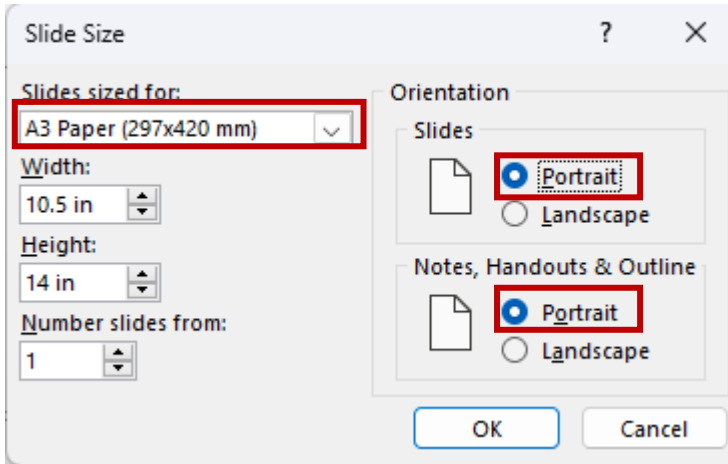 Slide Size
?
Slides sized for:
A3 Paper (297x420 mm)
Width:
10.5 in
Height:
14 in
Number slides from:
1
Orientation
Slides
Portrait
Landscape
Notes, Handouts & Outline
Portrait
Landscape
OK
Cancel